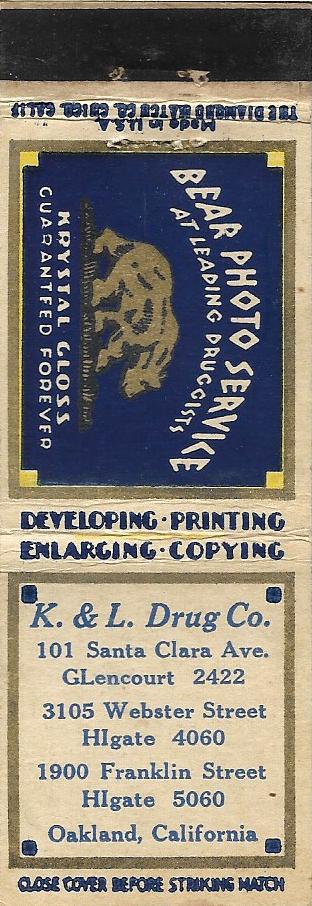 THE DIAMOND MATCH CO. CHICO, CALIF.
Made in U.S.A.
BEAR PHOTO SERVICE
AT LEADING DRUGGISTS
KRYSTAL GLOSS
GUARANTEED FOREVER
DEVELOPING · PRINTING
ENLARGING · COPYING
K. & L. Drug Co.
101 Santa Clara Ave.
GLencourt 2422
3105 Webster Street
HIgate 4060
1900 Franklin Street
HIgate 5060
Oakland, California
CLOSE COVER BEFORE STRIKING MATCH